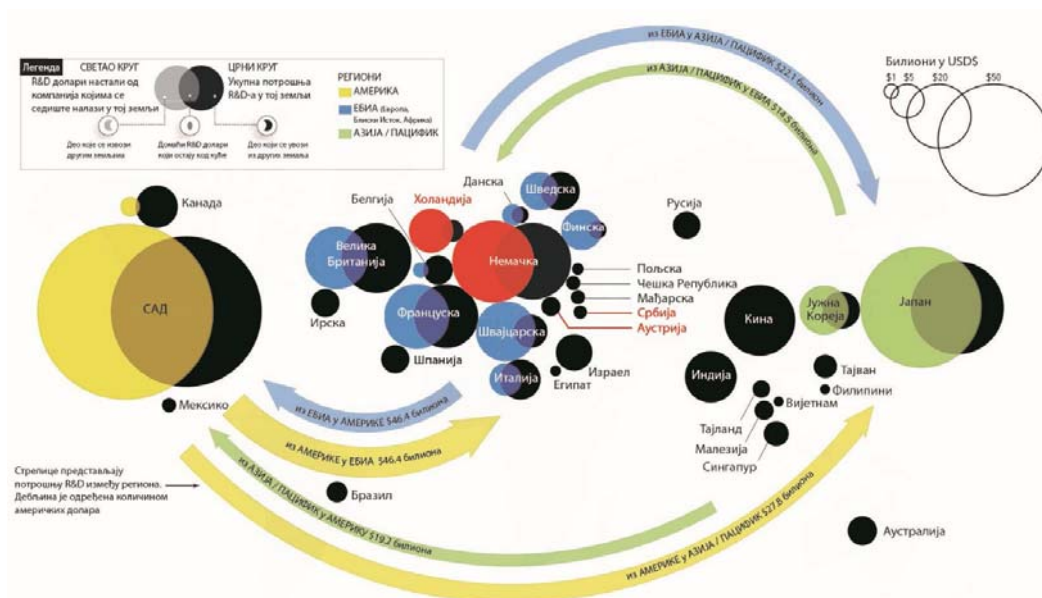 Легенда
СВЕТАО КРУГ
R&D долари настали од
компанија којима се
седиште налази у тој земљи
ЦРНИ КРУГ
Укупна потрошња
R&D-а у тој земљи
Део који се извози
другим земљама
Домаћи R&D долари
који остају код куће
Део који се увози
из других земаља
РЕГИОНИ
АМЕРИКА
ЕБИА (Европа,
Блиски Исток, Африка)
АЗИЈА / ПАЦИФИК
из ЕБИА у АЗИЈА / ПАЦИФИК $22.1 билион
из АЗИЈА / ПАЦИФИК у ЕБИА $14.5 билиона
Билиони у USD$
$1
$5
$20
$50
Канада
САД
Мексико
Белгија
Холандија
Данска
Шведска
Финска
Велика
Британија
Немачка
Ирска
Француска
Швајцарска
Шпанија
Италија
Пољска
Чешка Република
Мађарска
Србија
Аустрија
Израел
Египат
Русија
Кина
Јужна
Кореја
Јапан
Индија
Тајван
Филипини
Вијетнам
Тајланд
Малезија
Сингапур
из ЕБИА у АМЕРИКЕ $46.4 билиона
из АМЕРИКЕ у ЕБИА $46.4 билиона
Бразил
Стрелице представљају
потрошњу R&D између региона.
Дебљина је одређена количином
америчких долара
из АЗИЈА / ПАЦИФИК у АМЕРИКУ $19.2 билиона
из АМЕРИКЕ у АЗИЈА / ПАЦИФИК $27.8 билиона
Аустралија